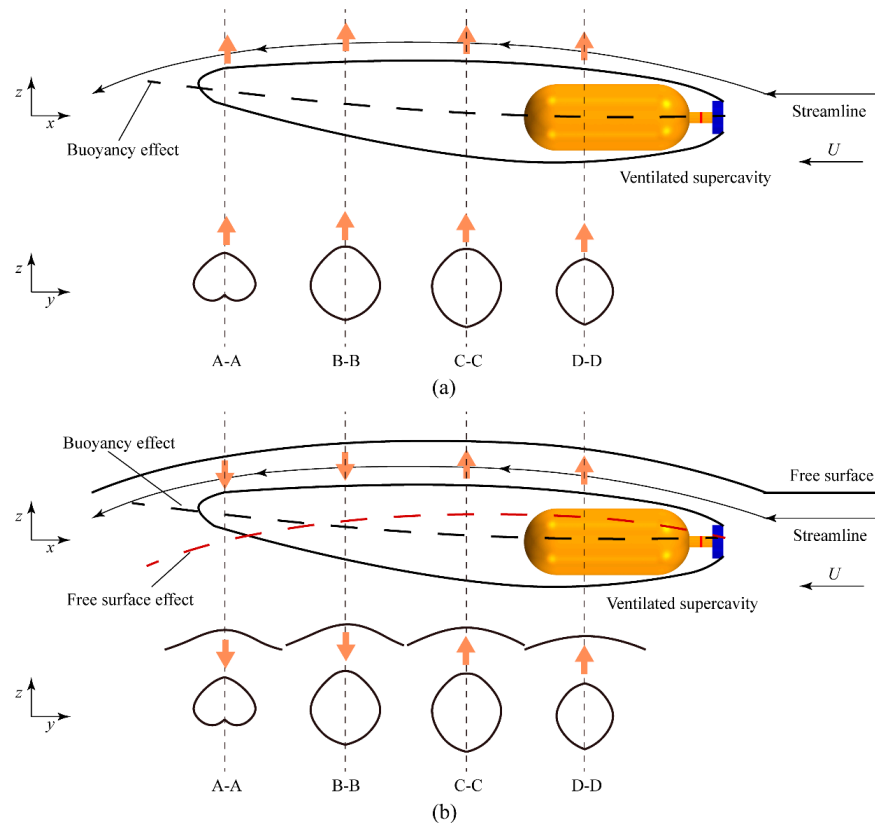 z
x
Buoyancy effect
Streamline
U
Ventilated supercavity
z
y
A-A
B-B
C-C
D-D
(a)
Buoyancy effect
Free surface
z
x
Streamline
Free surface effect
U
Ventilated supercavity
z
y
A-A
B-B
C-C
D-D
(b)